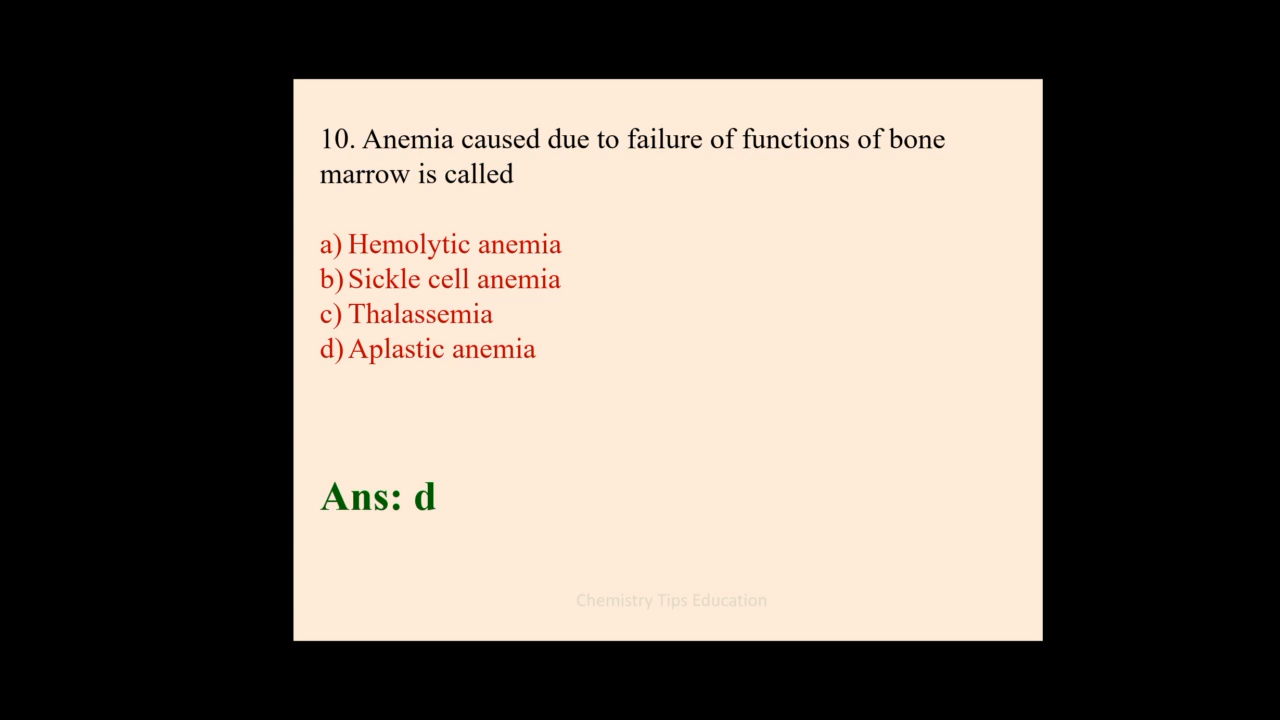 10. Anemia caused due to failure of functions of bone
marrow is called
a) Hemolytic anemia
b) Sickle cell anemia
c) Thalassemia
d) Aplastic anemia
Ans: d
Chemistry Tips Education